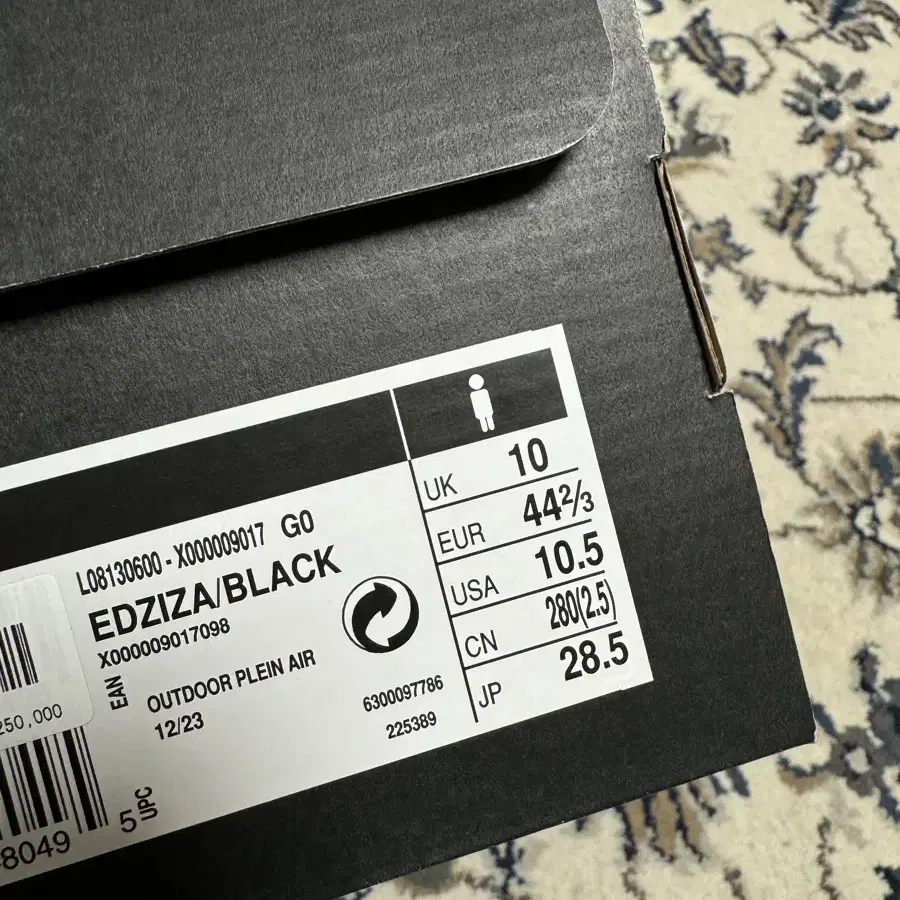 L08130600 - X000009017 G0
EDZIZA/BLACK
X000009017098
EAN
OUTDOOR PLEIN AIR
12/23
6300097786
225389
UK 10
EUR 44⅔
USA 10.5
CN 280(2.5)
JP 28.5
250,000
8049
5
UPC